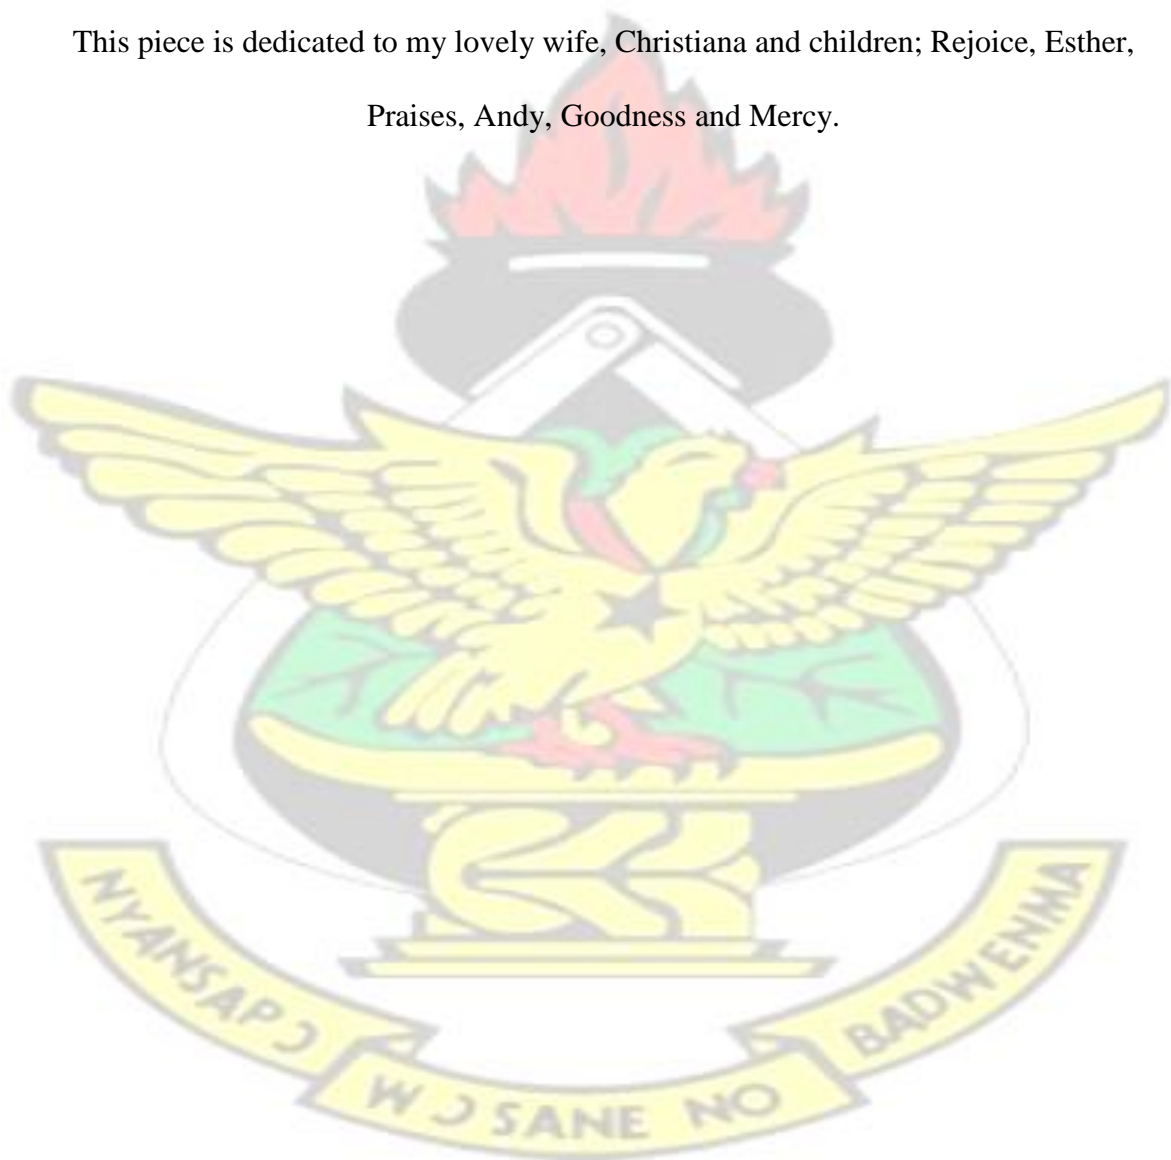 This piece is dedicated to my lovely wife, Christiana and children; Rejoice, Esther,
Praises, Andy, Goodness and Mercy.
NYANSAPƆ
WƆSANE NO
BADWENMA